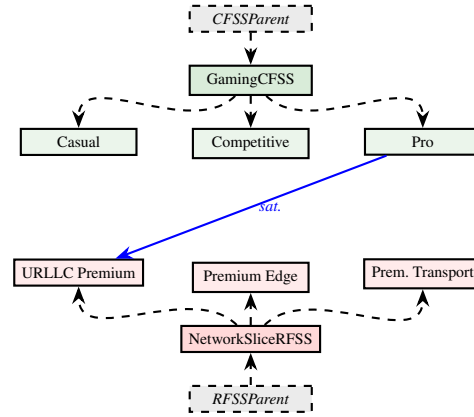 CFSSParent
GamingCFSS
Casual
Competitive
Pro
sat.
URLLC Premium
Premium Edge
Prem. Transport
NetworkSliceRFSS
RFSSParent